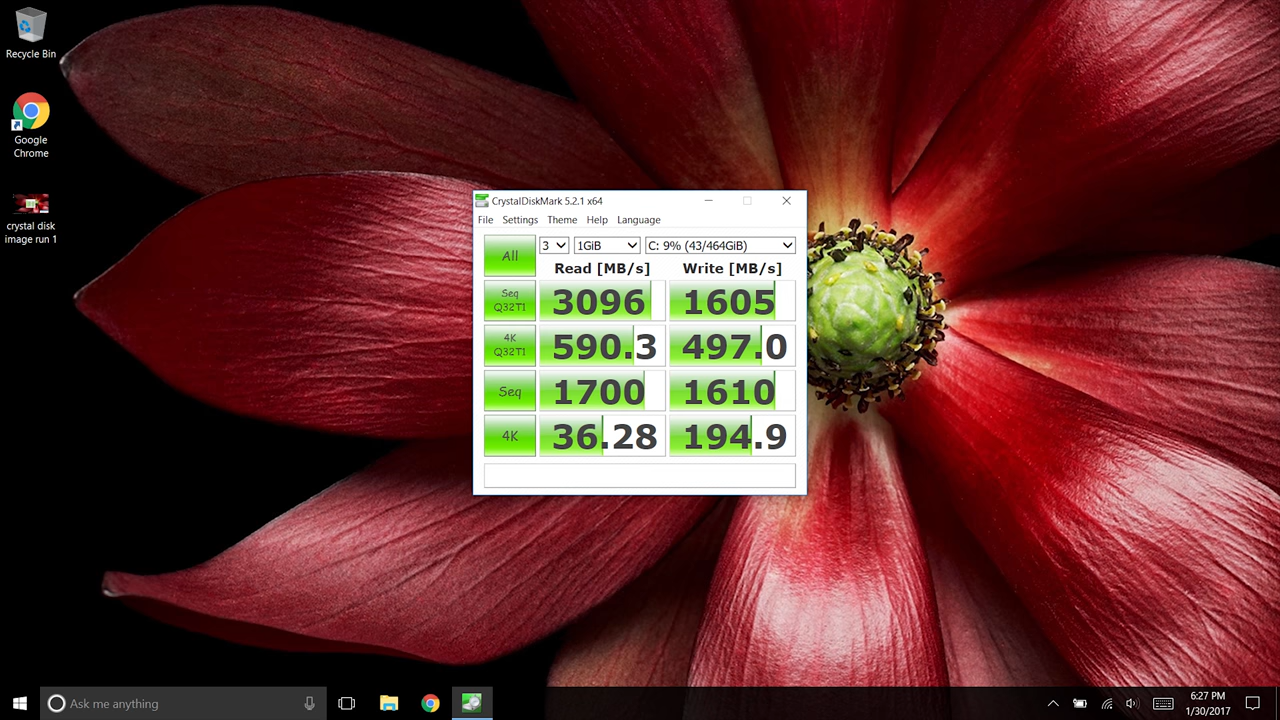 Recycle Bin
Google
Chrome
crystal disk
image run 1
CrystalDiskMark 5.2.1 x64
File Settings Theme Help Language
All 3 1GiB C: 9% (43/464GiB)
Read [MB/s] Write [MB/s]
Seq
Q32T1
3096 1605
4K
Q32T1
590.3 497.0
Seq 1700 1610
4K 36.28 194.9
Ask me anything
6:27 PM
1/30/2017